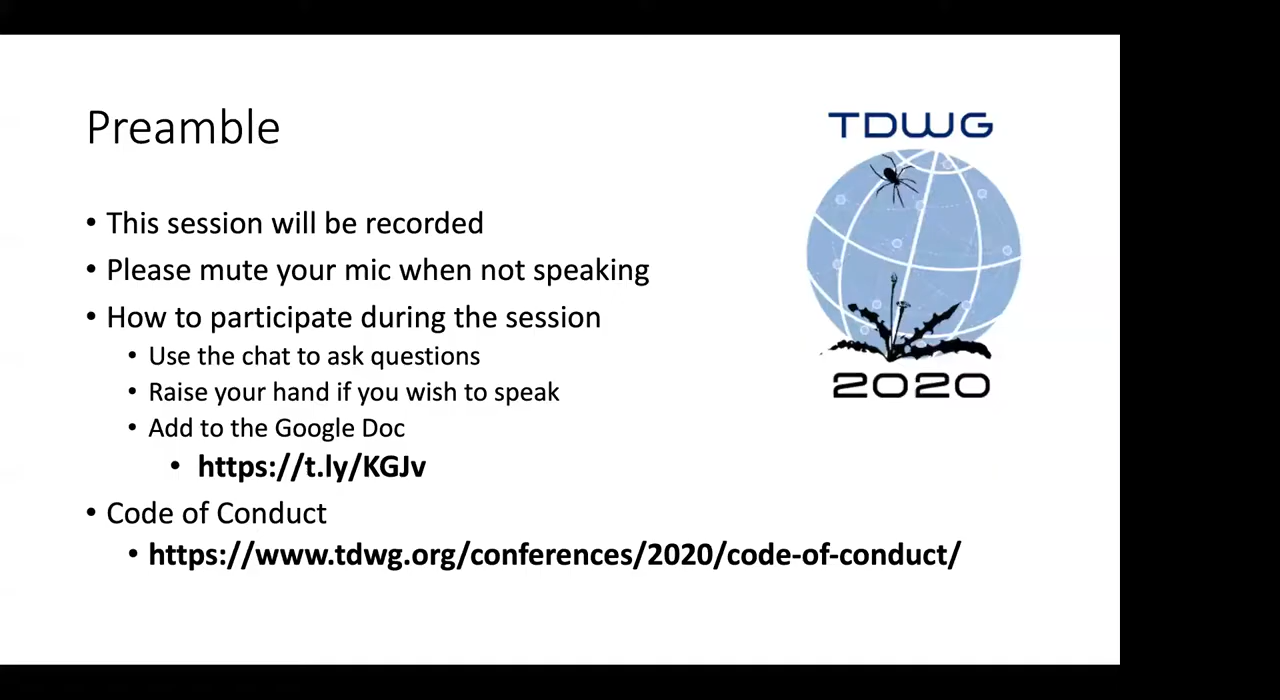 Preamble
TDWG
• This session will be recorded
• Please mute your mic when not speaking
• How to participate during the session
• Use the chat to ask questions
• Raise your hand if you wish to speak
• Add to the Google Doc
• https://t.ly/KGJv
2020
• Code of Conduct
• https://www.tdwg.org/conferences/2020/code-of-conduct/